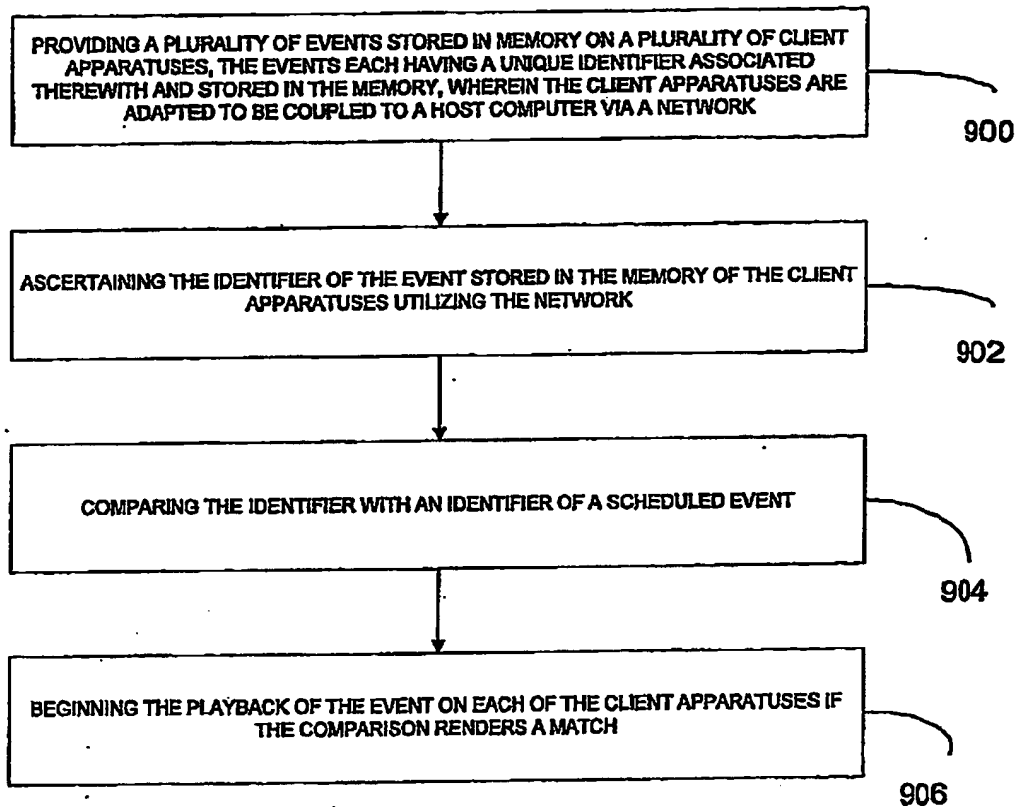 PROVIDING A PLURALITY OF EVENTS STORED IN MEMORY ON A PLURALITY OF CLIENT
APPARATUSES, THE EVENTS EACH HAVING A UNIQUE IDENTIFIER ASSOCIATED
THEREWITH AND STORED IN THE MEMORY, WHEREIN THE CLIENT APPARATUSES ARE
ADAPTED TO BE COUPLED TO A HOST COMPUTER VIA A NETWORK
900
ASCERTAINING THE IDENTIFIER OF THE EVENT STORED IN THE MEMORY OF THE CLIENT
APPARATUSES UTILIZING THE NETWORK
902
COMPARING THE IDENTIFIER WITH AN IDENTIFIER OF A SCHEDULED EVENT
904
BEGINNING THE PLAYBACK OF THE EVENT ON EACH OF THE CLIENT APPARATUSES IF
THE COMPARISON RENDERS A MATCH
906